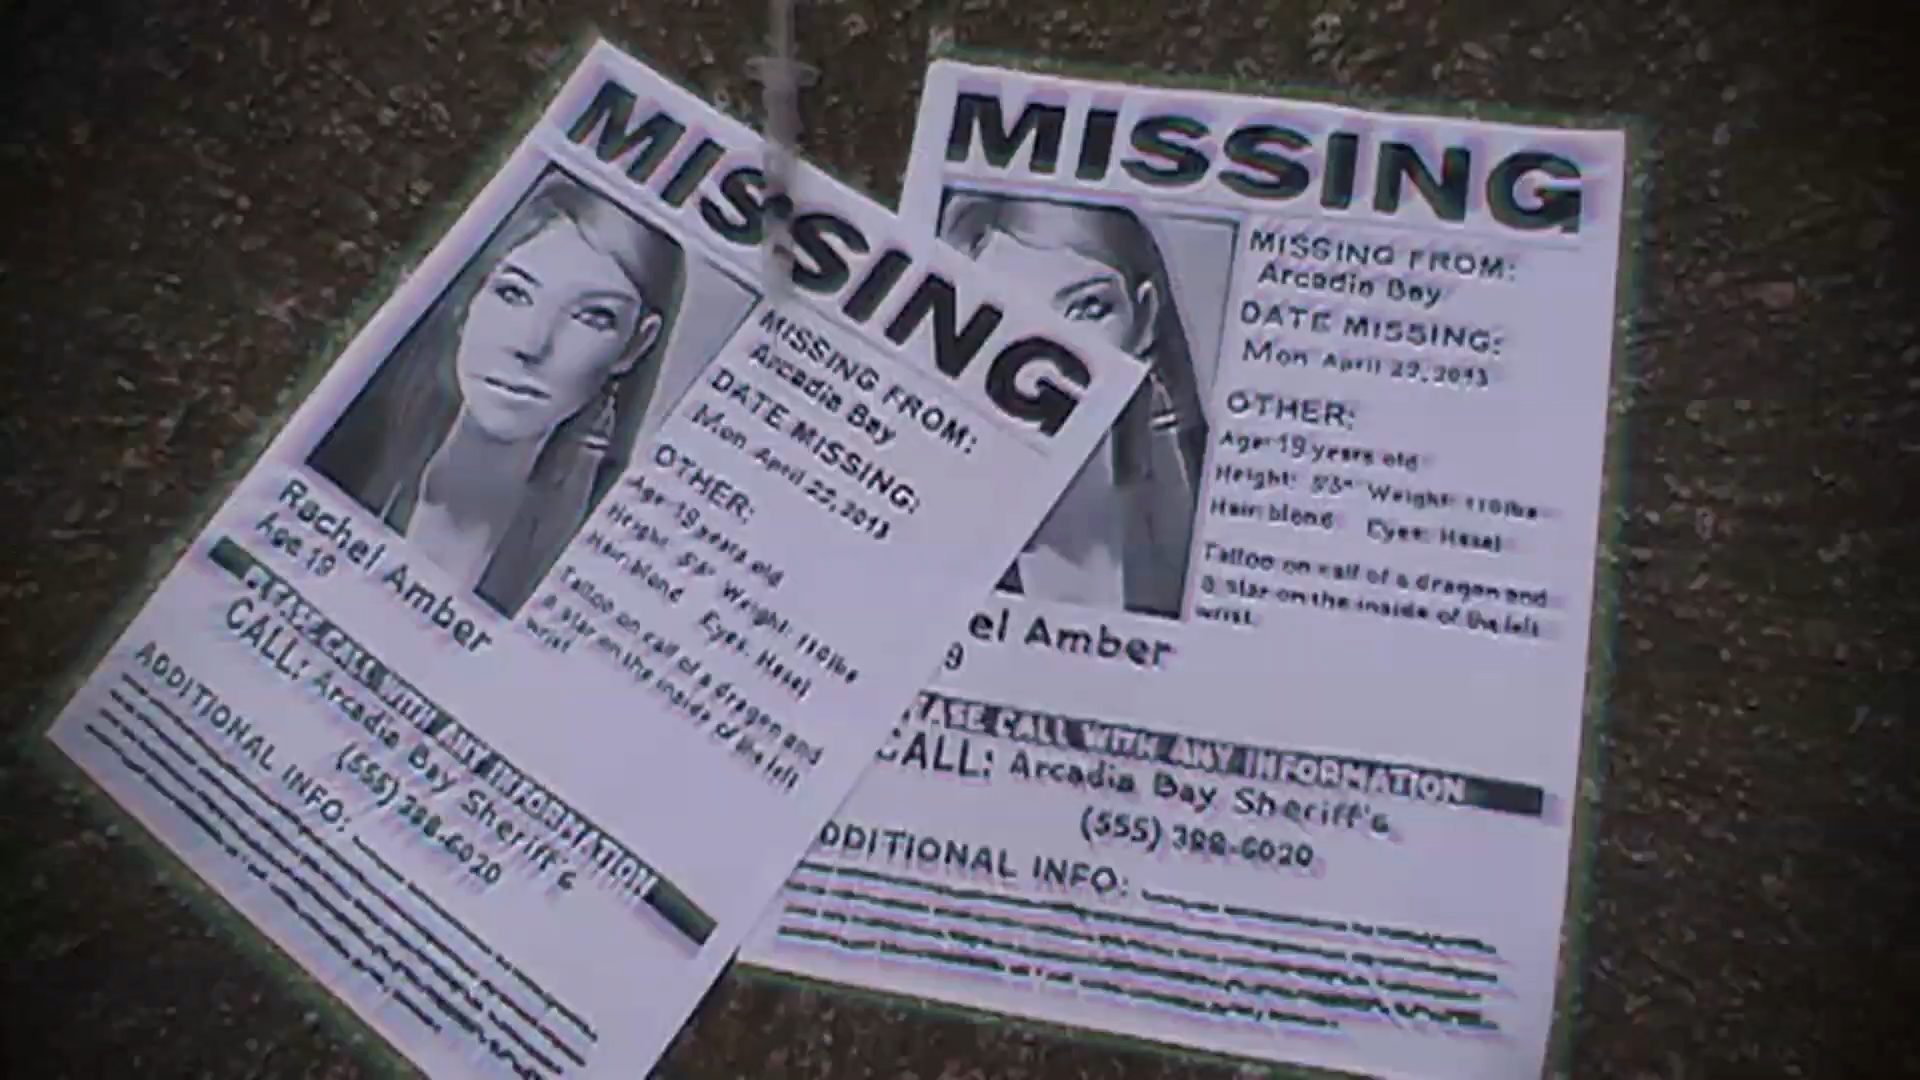 MISSING
MISSING FROM:
Arcadia Bay
DATE MISSING:
Mon April 22, 2013
OTHER:
Age: 19 years old
Height: 5'5" Weight: 110lbs
Hair: blond Eyes: Hazel
Tattoo on calf of a dragon and
a star on the inside of the left
wrist
Rachel Amber
Age 19
PLEASE CALL WITH ANY INFORMATION
CALL: Arcadia Bay Sheriff's
(555) 388-6020
ADDITIONAL INFO:
MISSING
MISSING FROM:
Arcadia Bay
DATE MISSING:
Mon April 22, 2013
OTHER:
Age: 19 years old
Height: 5'5" Weight: 110lbs
Hair: blond Eyes: Hazel
Tattoo on calf of a dragon and
a star on the inside of the left
wrist
el Amber
9
EASE CALL WITH ANY INFORMATION
CALL: Arcadia Bay Sheriff's
(555) 388-6020
DDITIONAL INFO: